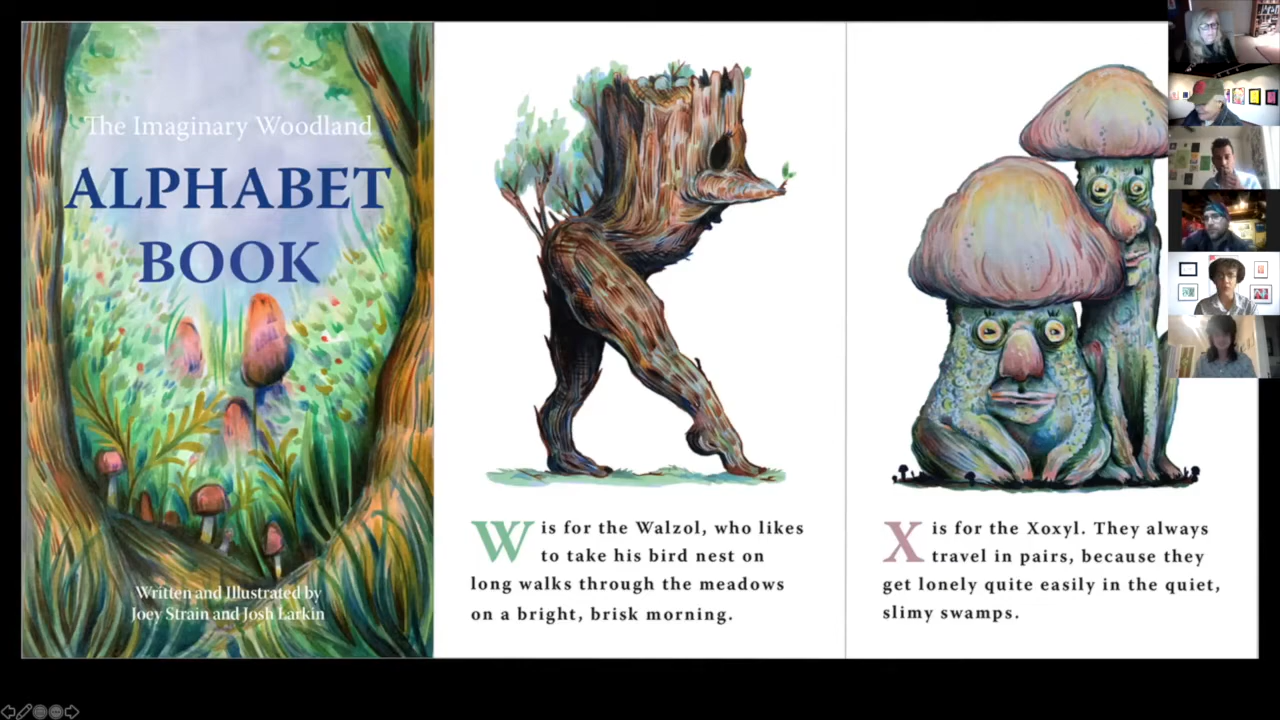 The Imaginary Woodland
ALPHABET
BOOK
Written and Illustrated by
Joey Strain and Josh Larkin
W is for the Walzol, who likes
to take his bird nest on
long walks through the meadows
on a bright, brisk morning.
X is for the Xoxyl. They always
travel in pairs, because they
get lonely quite easily in the quiet,
slimy swamps.